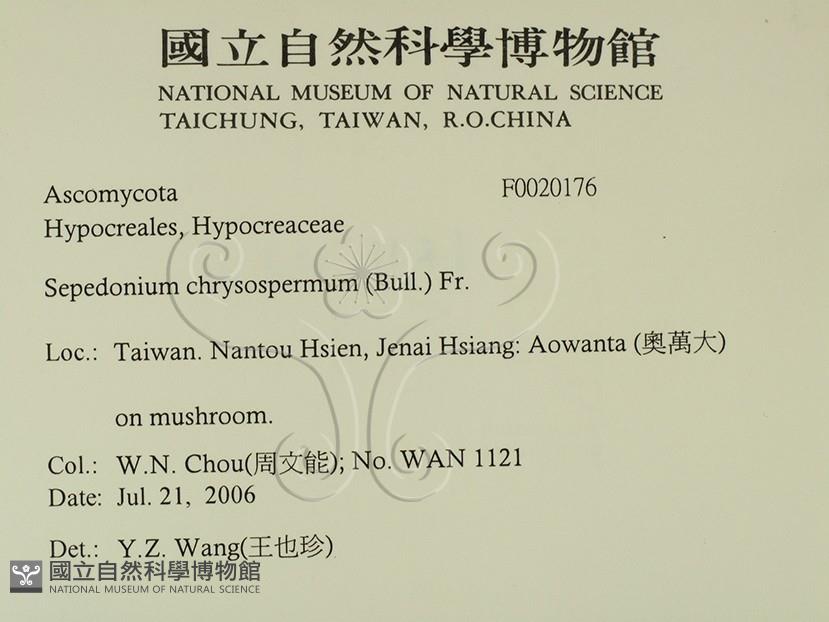 國立自然科學博物館
NATIONAL MUSEUM OF NATURAL SCIENCE
TAICHUNG, TAIWAN, R.O.CHINA
Ascomycota F0020176
Hypocreales, Hypocreaceae
Sepedonium chrysospermum (Bull.) Fr.
Loc.: Taiwan. Nantou Hsien, Jenai Hsiang: Aowanta (奧萬大)
on mushroom.
Col.: W.N. Chou(周文能); No. WAN 1121
Date: Jul. 21, 2006
Det.: Y.Z. Wang(王也珍)
國立自然科學博物館
NATIONAL MUSEUM OF NATURAL SCIENCE